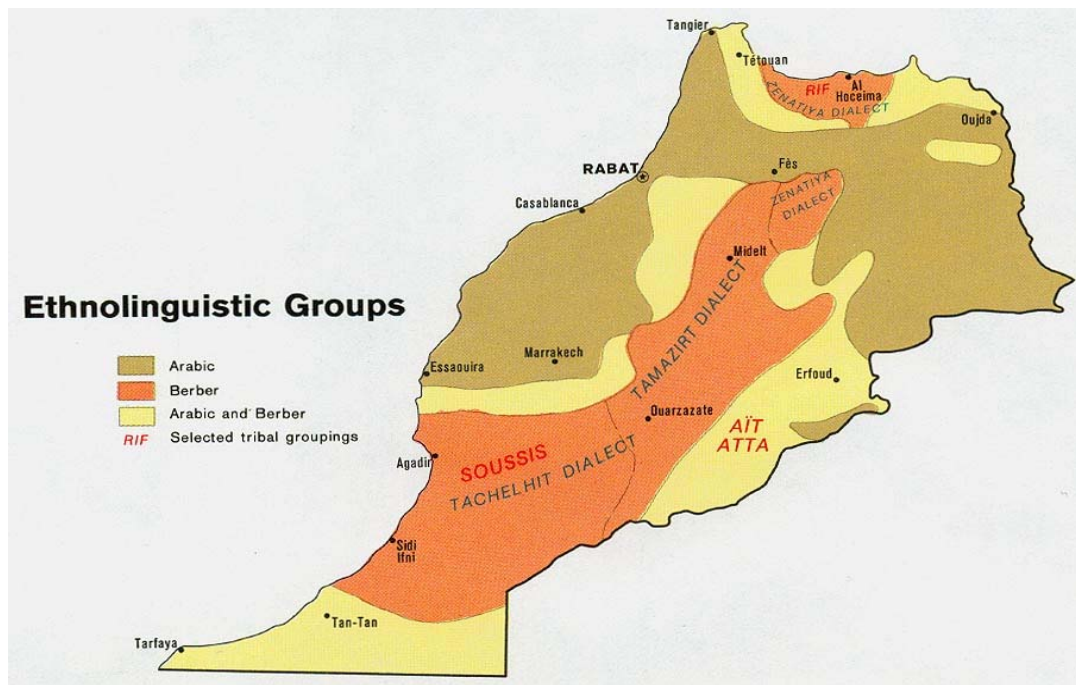 Tangier
Tétouan
RIF
Al
Hoceima
ZENATIYA DIALECT
Oujda
RABAT
Fès
ZENATIYA
DIALECT
Casablanca
Midelt
Ethnolinguistic Groups
TAMAZIRT DIALECT
Marrakech
Essaouira
Arabic
Erfoud
Berber
Arabic and Berber
Ouarzazate
RIF Selected tribal groupings
AÏT
ATTA
Agadir
SOUSSIS
TACHELHIT DIALECT
Sidi
Ifni
Tan-Tan
Tarfaya